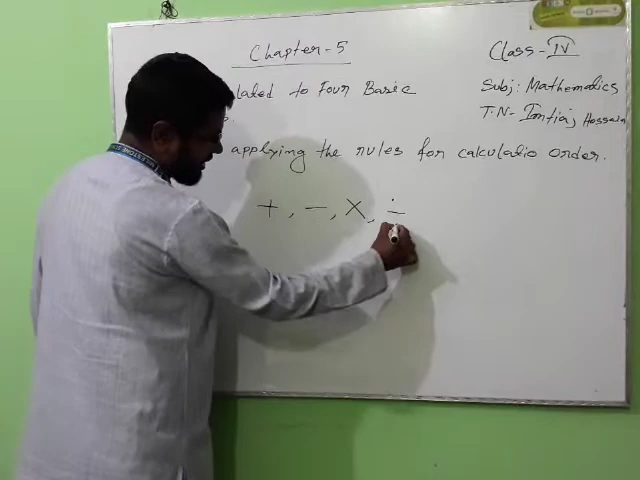 Chapter-5
Class-IV
lated to Four Basic
Subj: Mathematics
T.N- Imtiaj Hossain
applying the rules for calculatio order.
+, -, ×, ÷